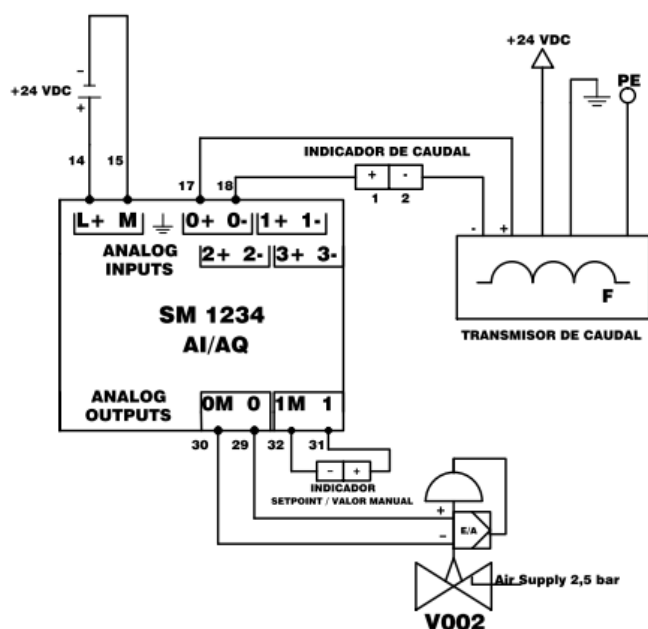 +24 VDC
-
+24 VDC
+
PE
14 15
17 18
INDICADOR DE CAUDAL
+ -
1 2
- +
L+ M 0+ 0- 1+ 1-
ANALOG
INPUTS
2+ 2- 3+ 3-
F
TRANSMISOR DE CAUDAL
SM 1234
AI/AQ
ANALOG
OUTPUTS
0M 0 1M 1
30 29 32 31
- +
INDICADOR
SETPOINT / VALOR MANUAL
+
E/A
-
Air Supply 2,5 bar
V002